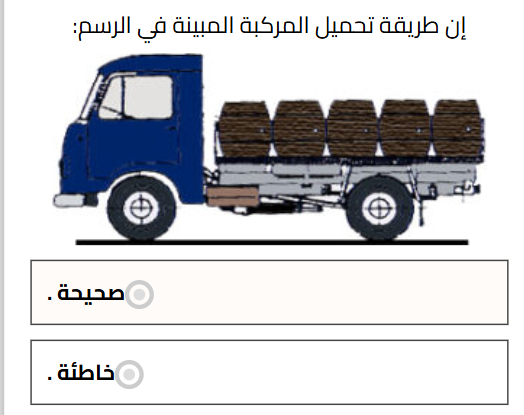 إن طريقة تحميل المركبة المبينة في الرسم:
صحيحة .
خاطئة .